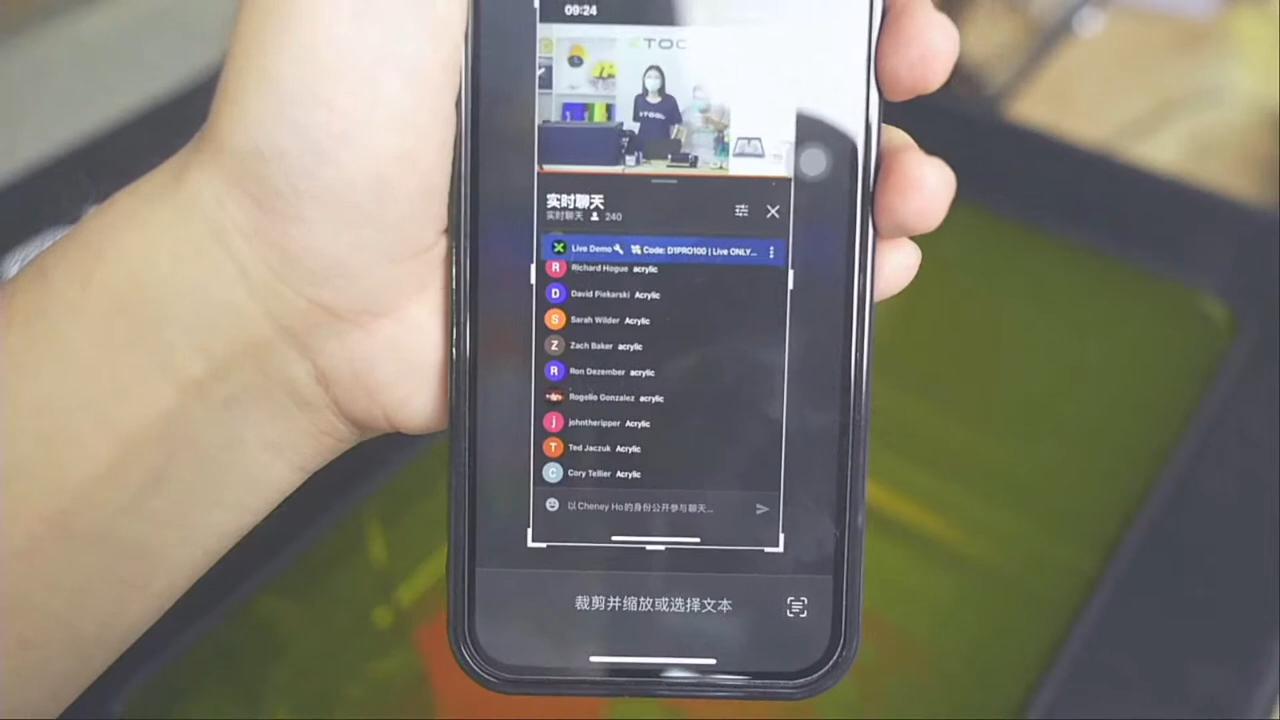 09:24
XTOOL
实时聊天
实时聊天 240
Live Demo Code: D1PRO100 | Live ONLY...
R Richard Hogue acrylic
D David Piekarski Acrylic
S Sarah Wilder Acrylic
Z Zach Baker acrylic
R Ron Dezember acrylic
Rogelio Gonzalez acrylic
j johntheripper Acrylic
T Ted Jaczuk Acrylic
C Cory Tellier Acrylic
以Cheney Ho的身份公开参与聊天...
裁剪并缩放或选择文本